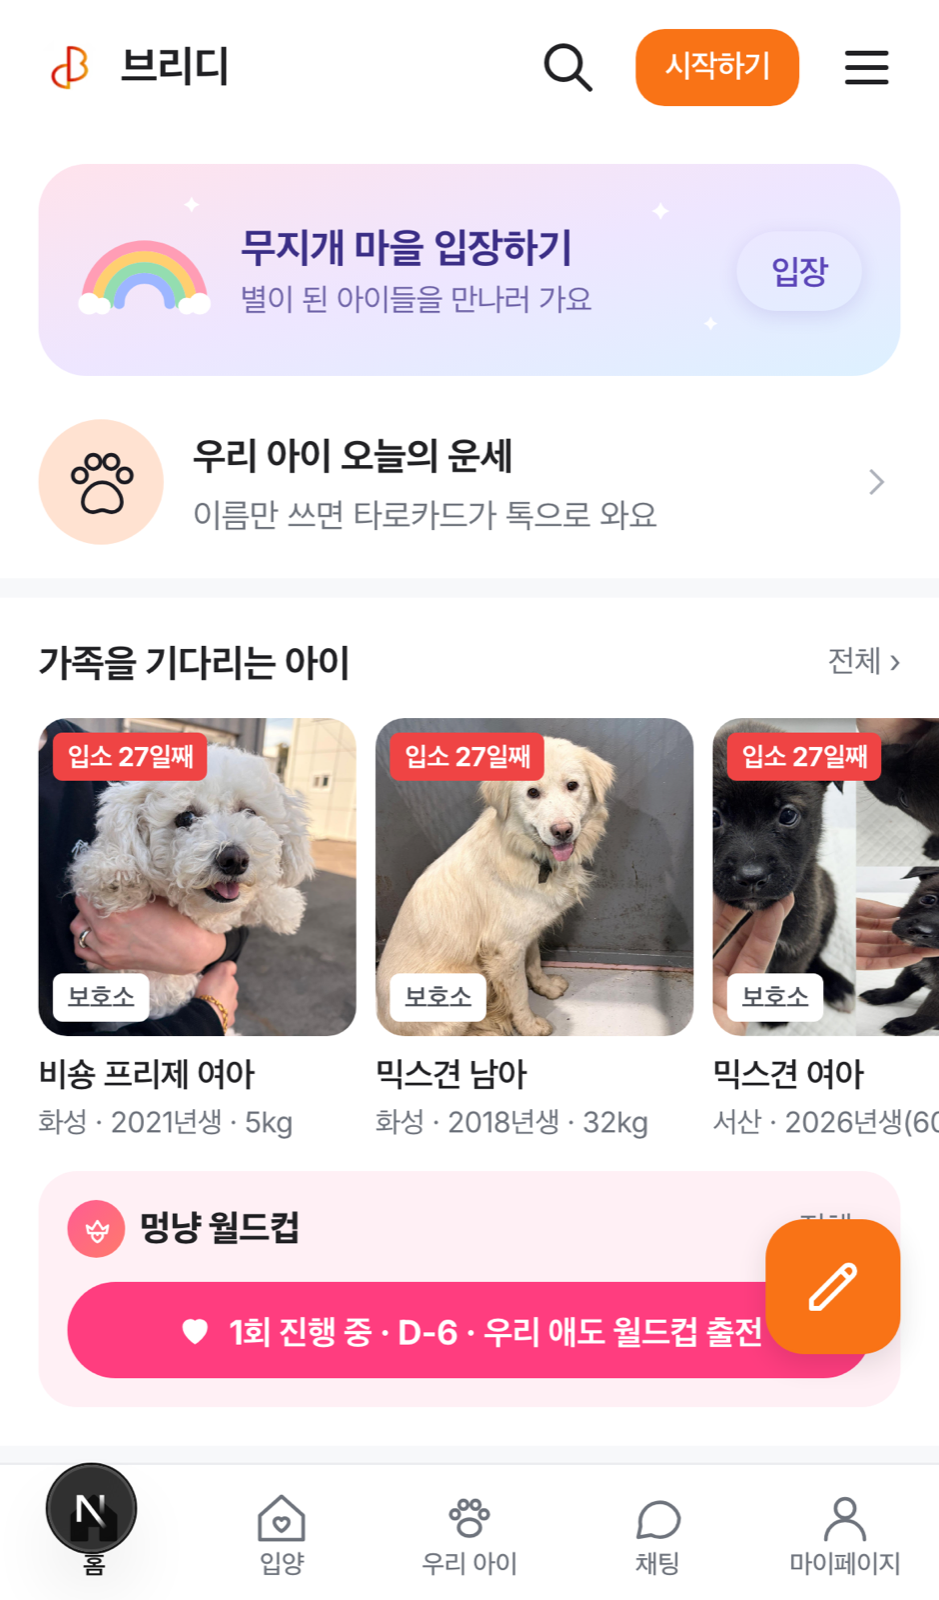 브리디
시작하기
무지개 마을 입장하기
별이 된 아이들을 만나러 가요
입장
우리 아이 오늘의 운세
이름만 쓰면 타로카드가 톡으로 와요
가족을 기다리는 아이
전체 ›
입소 27일째
입소 27일째
입소 27일째
보호소
보호소
보호소
비숑 프리제 여아
믹스견 남아
믹스견 여아
화성 · 2021년생 · 5kg
화성 · 2018년생 · 32kg
서산 · 2026년생(60
멍냥 월드컵
1회 진행 중 · D-6 · 우리 애도 월드컵 출전
N
홈
입양
우리 아이
채팅
마이페이지